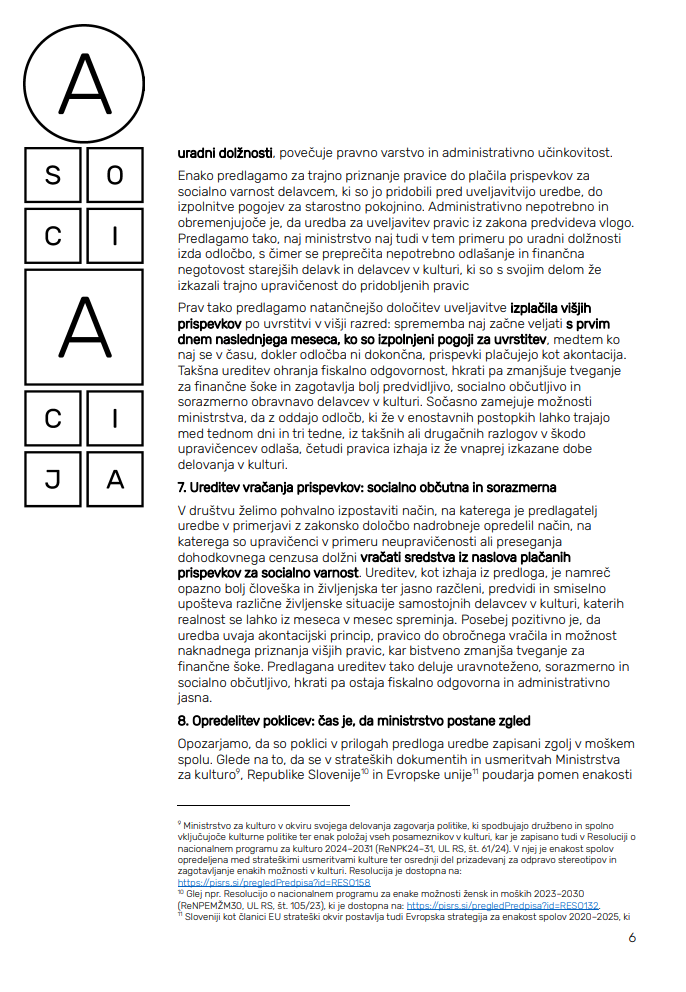 A
S O
C I
A
C I
J A
uradni dolžnosti, povečuje pravno varstvo in administrativno učinkovitost.
Enako predlagamo za trajno priznanje pravice do plačila prispevkov za
socialno varnost delavcem, ki so jo pridobili pred uveljavitvijo uredbe, do
izpolnitve pogojev za starostno pokojnino. Administrativno nepotrebno in
obremenjujoče je, da uredba za uveljavitev pravic iz zakona predvideva vlogo.
Predlagamo tako, naj ministrstvo naj tudi v tem primeru po uradni dolžnosti
izda odločbo, s čimer se preprečita nepotrebno odlašanje in finančna
negotovost starejših delavk in delavcev v kulturi, ki so s svojim delom že
izkazali trajno upravičenost do pridobljenih pravic
Prav tako predlagamo natančnejšo določitev uveljavitve izplačila višjih
prispevkov po uvrstitvi v višji razred: sprememba naj začne veljati s prvim
dnem naslednjega meseca, ko so izpolnjeni pogoji za uvrstitev, medtem ko
naj se v času, dokler odločba ni dokončna, prispevki plačujejo kot akontacija.
Takšna ureditev ohranja fiskalno odgovornost, hkrati pa zmanjšuje tveganje
za finančne šoke in zagotavlja bolj predvidljivo, socialno občutljivo in
sorazmerno obravnavo delavcev v kulturi. Sočasno zamejuje možnosti
ministrstva, da z oddajo odločb, ki že v enostavnih postopkih lahko trajajo
med tednom dni in tri tedne, iz takšnih ali drugačnih razlogov v škodo
upravičencev odlaša, četudi pravica izhaja iz že vnaprej izkazane dobe
delovanja v kulturi.
7. Ureditev vračanja prispevkov: socialno občutna in sorazmerna
V društvu želimo pohvalno izpostaviti način, na katerega je predlagatelj
uredbe v primerjavi z zakonsko določbo nadrobneje opredelil način, na
katerega so upravičenci v primeru neupravičenosti ali preseganja
dohodkovnega cenzusa dolžni vračati sredstva iz naslova plačanih
prispevkov za socialno varnost. Ureditev, kot izhaja iz predloga, je namreč
opazno bolj človeška in življenjska ter jasno razčleni, predvidi in smiselno
upošteva različne življenske situacije samostojnih delavcev v kulturi, katerih
realnost se lahko iz meseca v mesec spreminja. Posebej pozitivno je, da
uredba uvaja akontacijski princip, pravico do obročnega vračila in možnost
naknadnega priznanja višjih pravic, kar bistveno zmanjša tveganje za
finančne šoke. Predlagana ureditev tako deluje uravnoteženo, sorazmerno in
socialno občutljivo, hkrati pa ostaja fiskalno odgovorna in administrativno
jasna.
8. Opredelitev poklicev: čas je, da ministrstvo postane zgled
Opozarjamo, da so poklici v prilogah predloga uredbe zapisani zgolj v moškem
spolu. Glede na to, da se v strateških dokumentih in usmeritvah Ministrstva
za kulturo⁹, Republike Slovenije¹⁰ in Evropske unije¹¹ poudarja pomen enakosti
⁹ Ministrstvo za kulturo v okviru svojega delovanja zagovarja politike, ki spodbujajo družbeno in spolno
vključujoče kulturne politike ter enak položaj vseh posameznikov v kulturi, kar je zapisano tudi v Resoluciji o
nacionalnem programu za kulturo 2024–2031 (ReNPK24–31, UL RS, št. 61/24). V njej je enakost spolov
opredeljena med strateškimi usmeritvami kulture ter osrednji del prizadevanj za odpravo stereotipov in
zagotavljanje enakih možnosti v kulturi. Resolucija je dostopna na:
https://pisrs.si/pregledPredpisa?id=RESO158
¹⁰ Glej npr. Resolucijo o nacionalnem programu za enake možnosti žensk in moških 2023–2030
(ReNPEMŽM30, UL RS, št. 105/23), ki je dostopna na: https://pisrs.si/pregledPredpisa?id=RESO132.
¹¹ Sloveniji kot članici EU strateški okvir postavlja tudi Evropska strategija za enakost spolov 2020–2025, ki
6